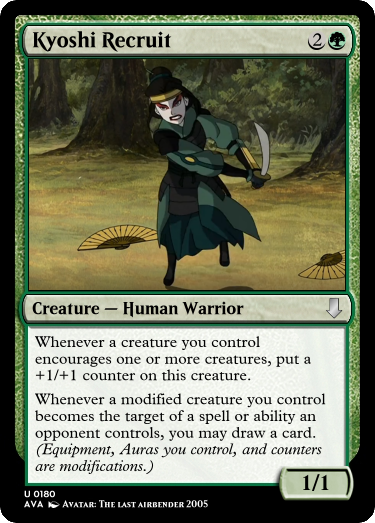 Kyoshi Recruit 2
Creature — Human Warrior
Whenever a creature you control
encourages one or more creatures, put a
+1/+1 counter on this creature.
Whenever a modified creature you control
becomes the target of a spell or ability an
opponent controls, you may draw a card.
(Equipment, Auras you control, and counters
are modifications.)
1/1
U 0180
AVA Avatar: The last airbender 2005